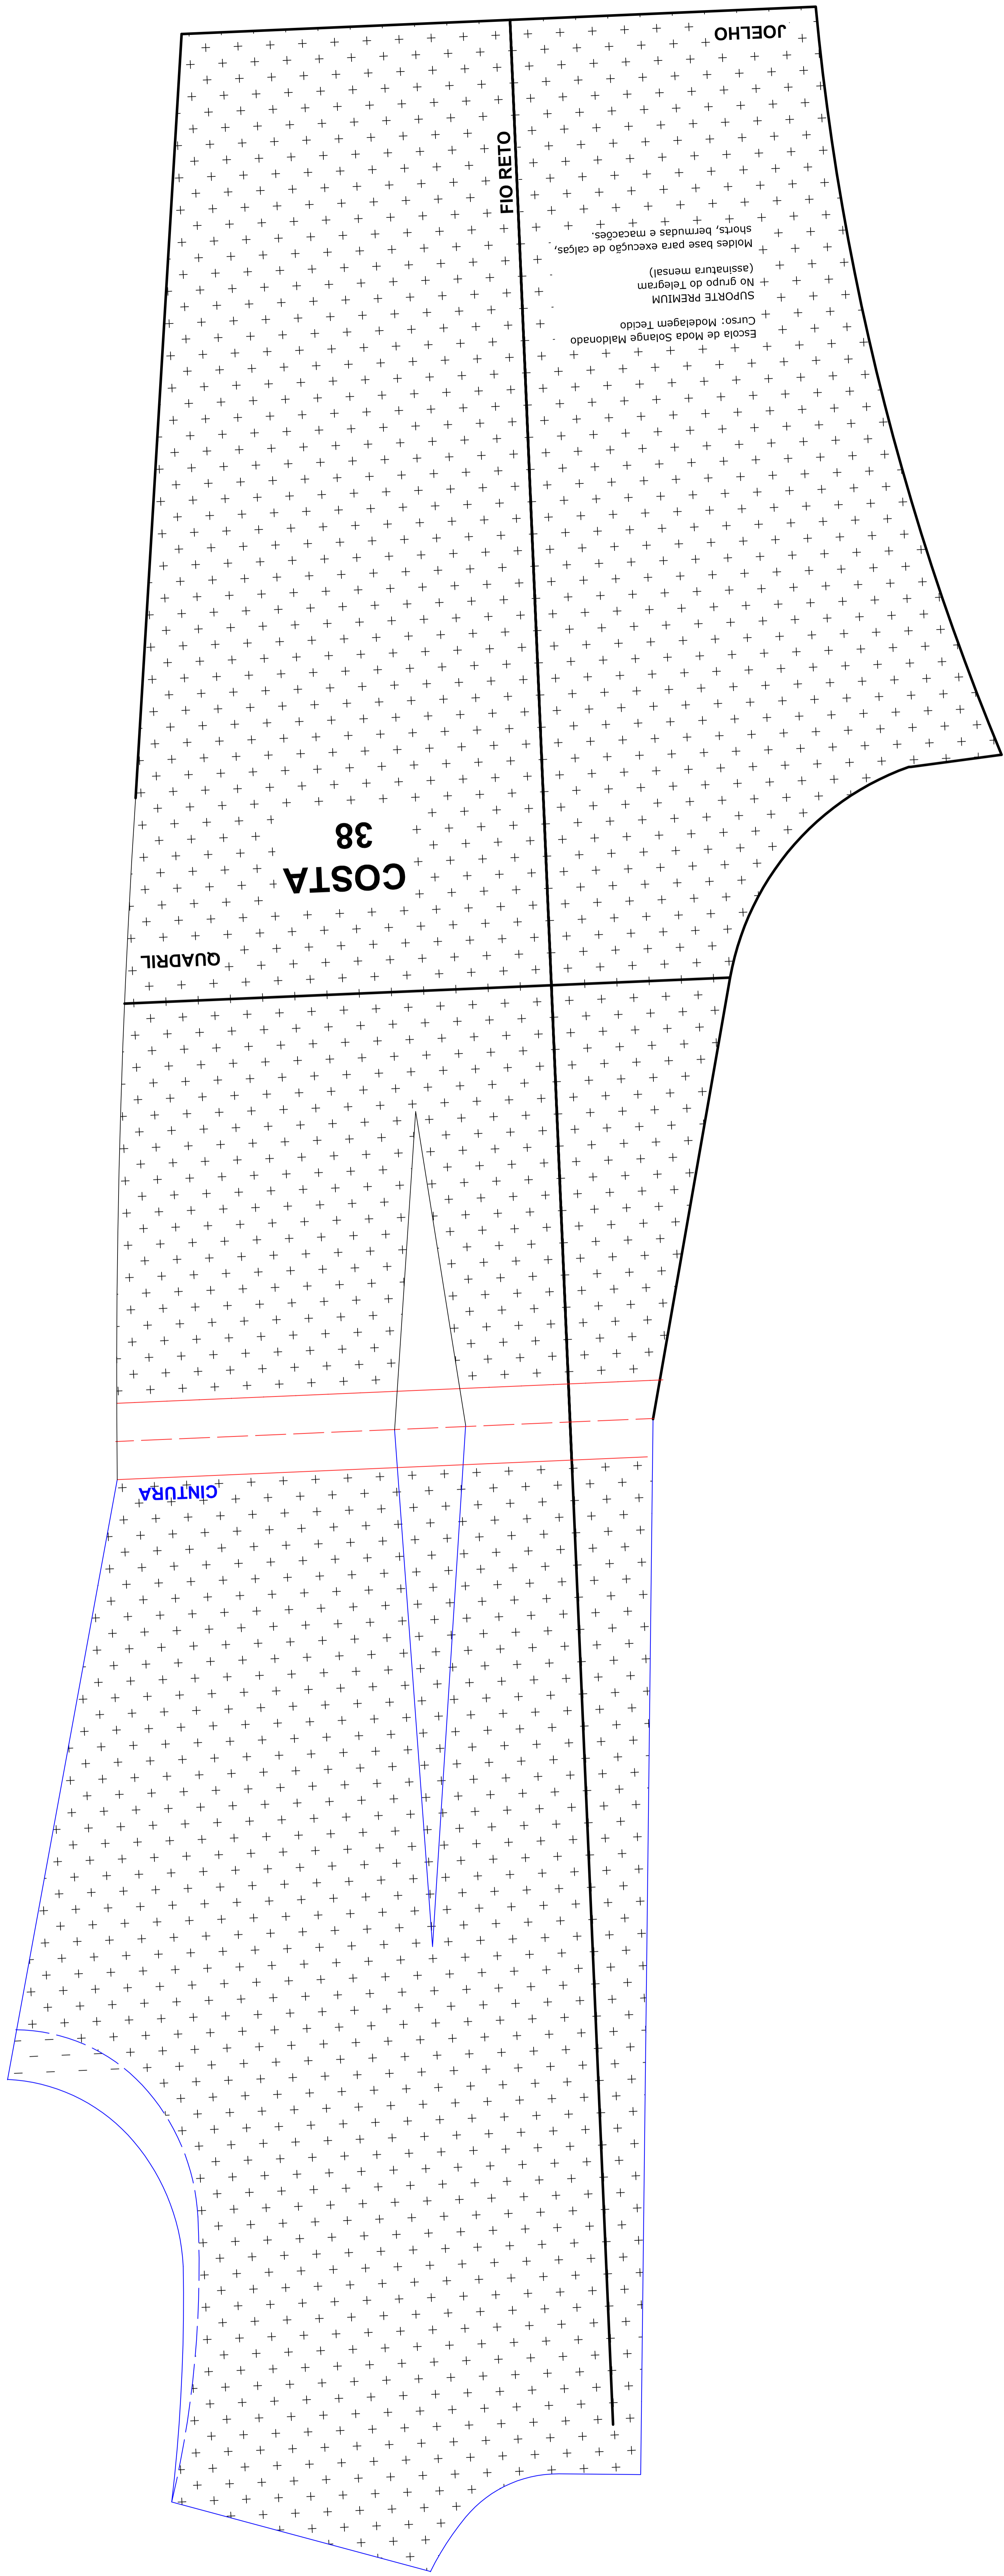 CINTURA
QUADRIL
COSTA
38
Escola de Moda Solange Maldonado
Curso: Modelagem Tecido
SUPORTE PREMIUM
No grupo do Telegram
(assinatura mensal)
Moldes base para execução de calças,
shorts, bermudas e macacões.
FIO RETO
JOELHO